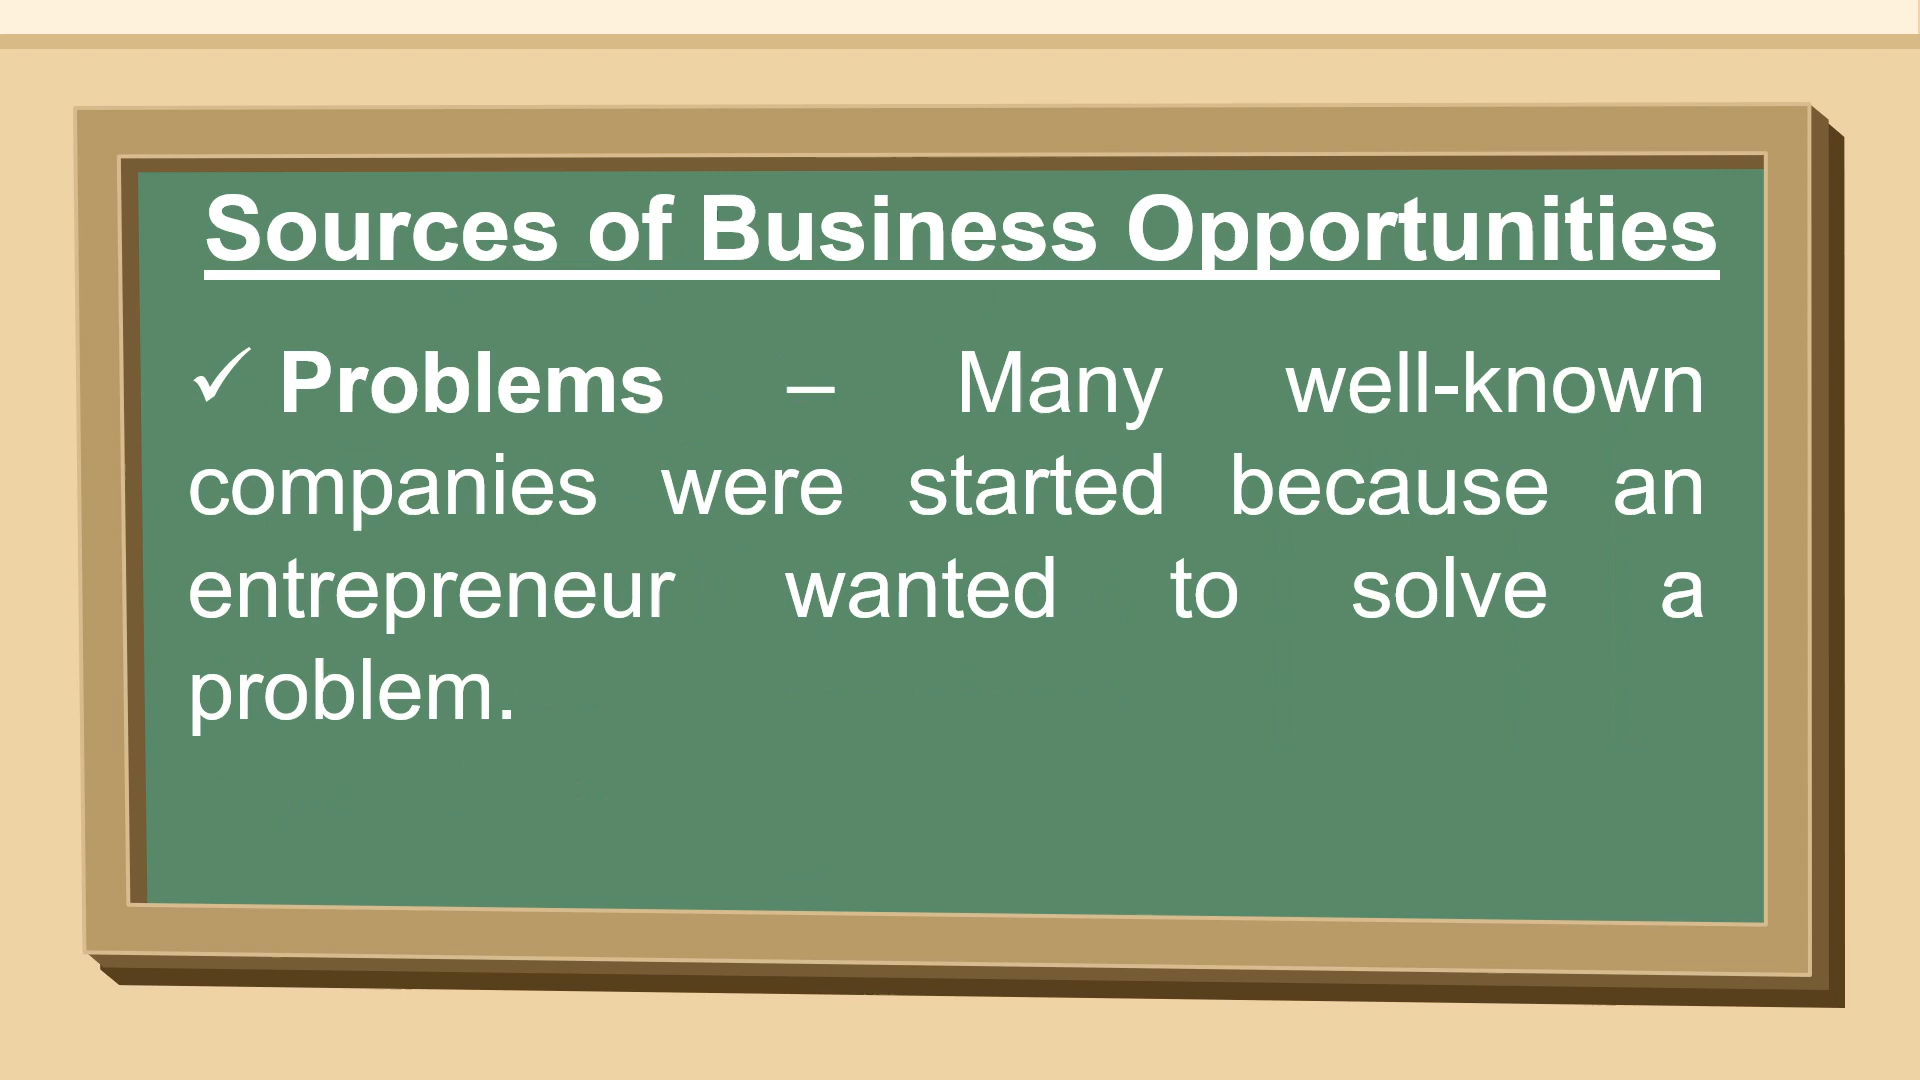 Sources of Business Opportunities
✓ Problems – Many well-known
companies were started because an
entrepreneur wanted to solve a
problem.